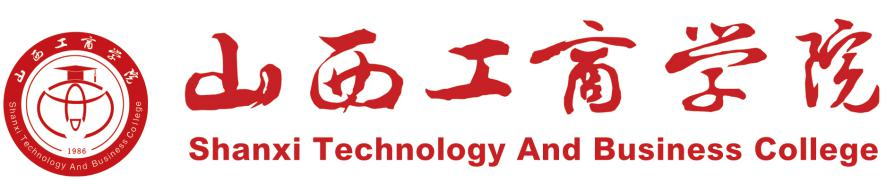 山西工商学院
1986
Shanxi Technology And Business College
山西工商学院
Shanxi Technology And Business College